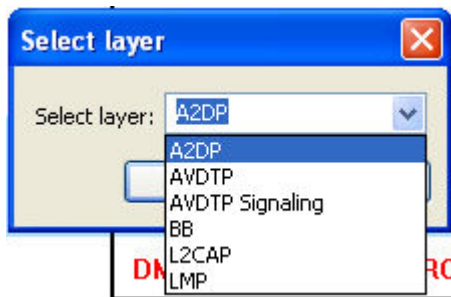 Select layer
Select layer: A2DP
A2DP
AVDTP
AVDTP Signaling
BB
L2CAP
LMP